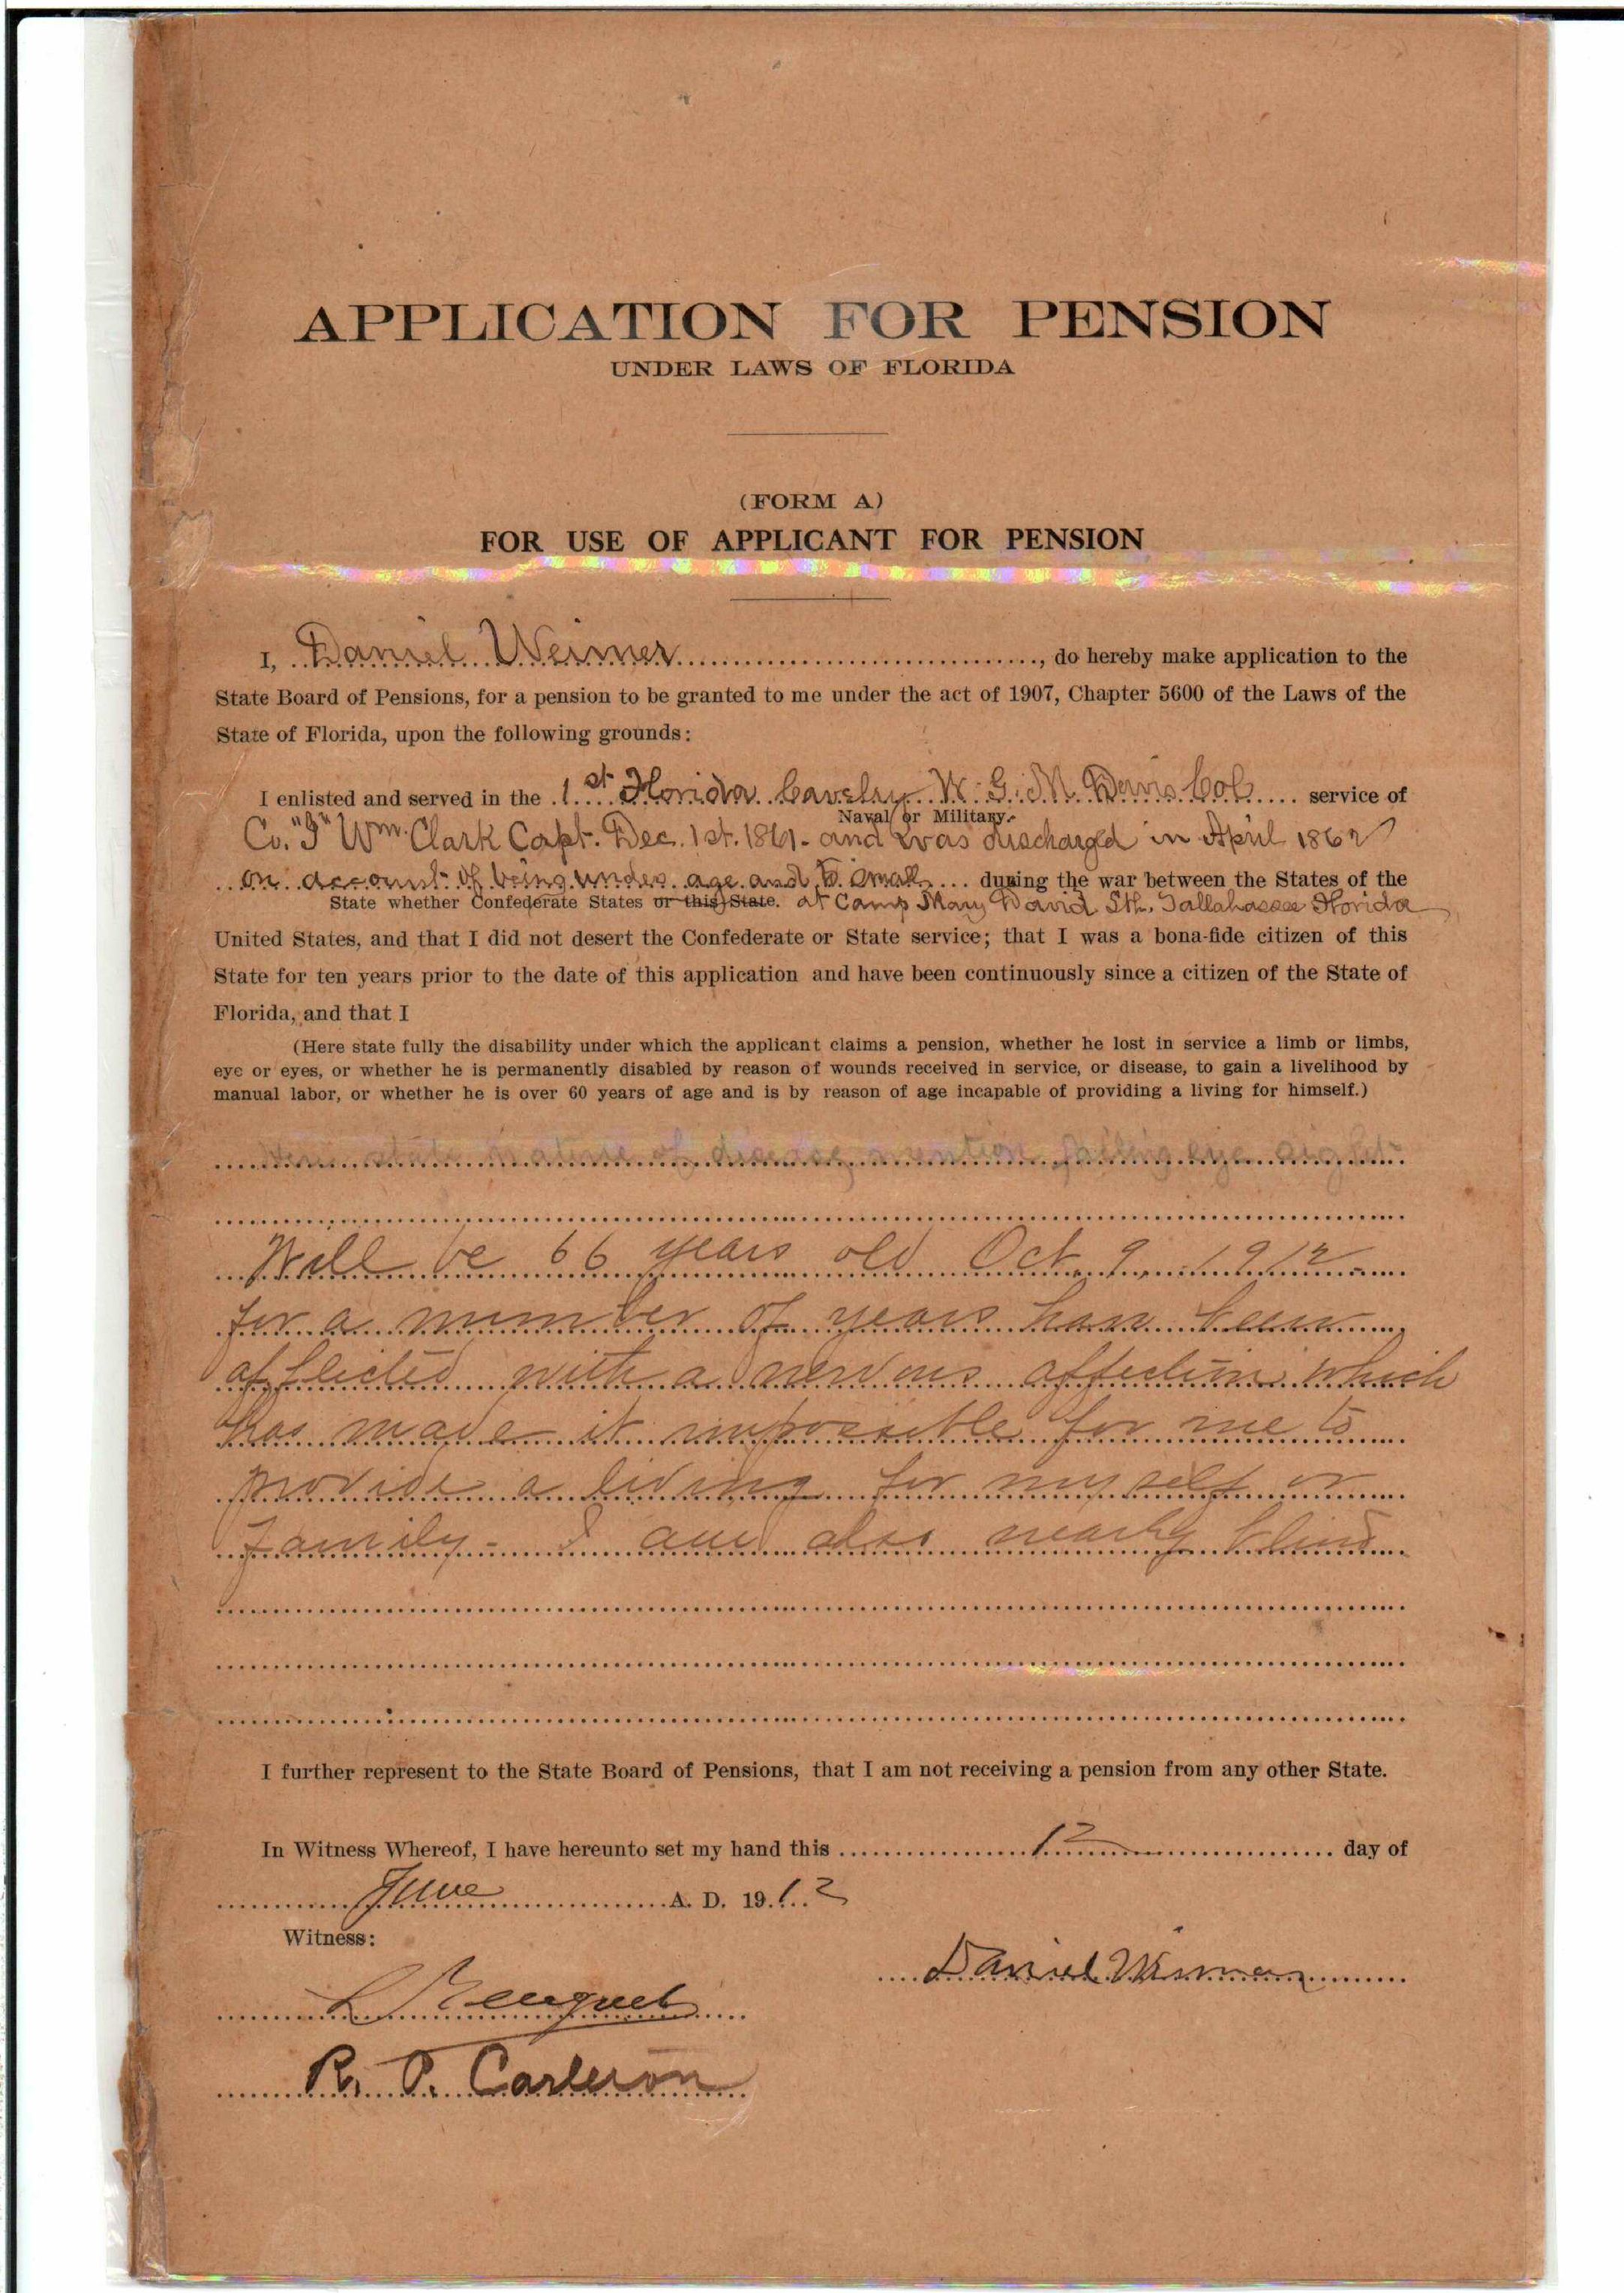 APPLICATION FOR PENSION
UNDER LAWS OF FLORIDA
(FORM A)
FOR USE OF APPLICANT FOR PENSION
I, Daniel Weimer, do hereby make application to the
State Board of Pensions, for a pension to be granted to me under the act of 1907, Chapter 5600 of the Laws of the
State of Florida, upon the following grounds:
I enlisted and served in the 1st Florida Cavelry W. G. M. Davis Col service of
Naval or Military.
Co. Wm. Clark Capt. Dec. 1st. 1861 - and was discharged in April 1862
on account of being under age and to small during the war between the States of the
State whether Confederate States or this State. at Camp Mary David Sth. Tallahassee Florida
United States, and that I did not desert the Confederate or State service; that I was a bona-fide citizen of this
State for ten years prior to the date of this application and have been continuously since a citizen of the State of
Florida, and that I
(Here state fully the disability under which the applicant claims a pension, whether he lost in service a limb or limbs,
eye or eyes, or whether he is permanently disabled by reason of wounds received in service, or disease, to gain a livelihood by
manual labor, or whether he is over 60 years of age and is by reason of age incapable of providing a living for himself.)
Here state nature of disease mention failing eye sight
Will be 66 years old Oct 9 1912 -
for a number of years have been
afflicted with a nervous affection which
has made it impossible for me to
provide a living for myself or
family - I am also nearly blind
I further represent to the State Board of Pensions, that I am not receiving a pension from any other State.
In Witness Whereof, I have hereunto set my hand this 12 day of
June A. D. 1912
Witness:
Daniel
R. P. Carleron